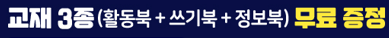 교재 3종(활동북 + 쓰기북 + 정보북) 무료 증정